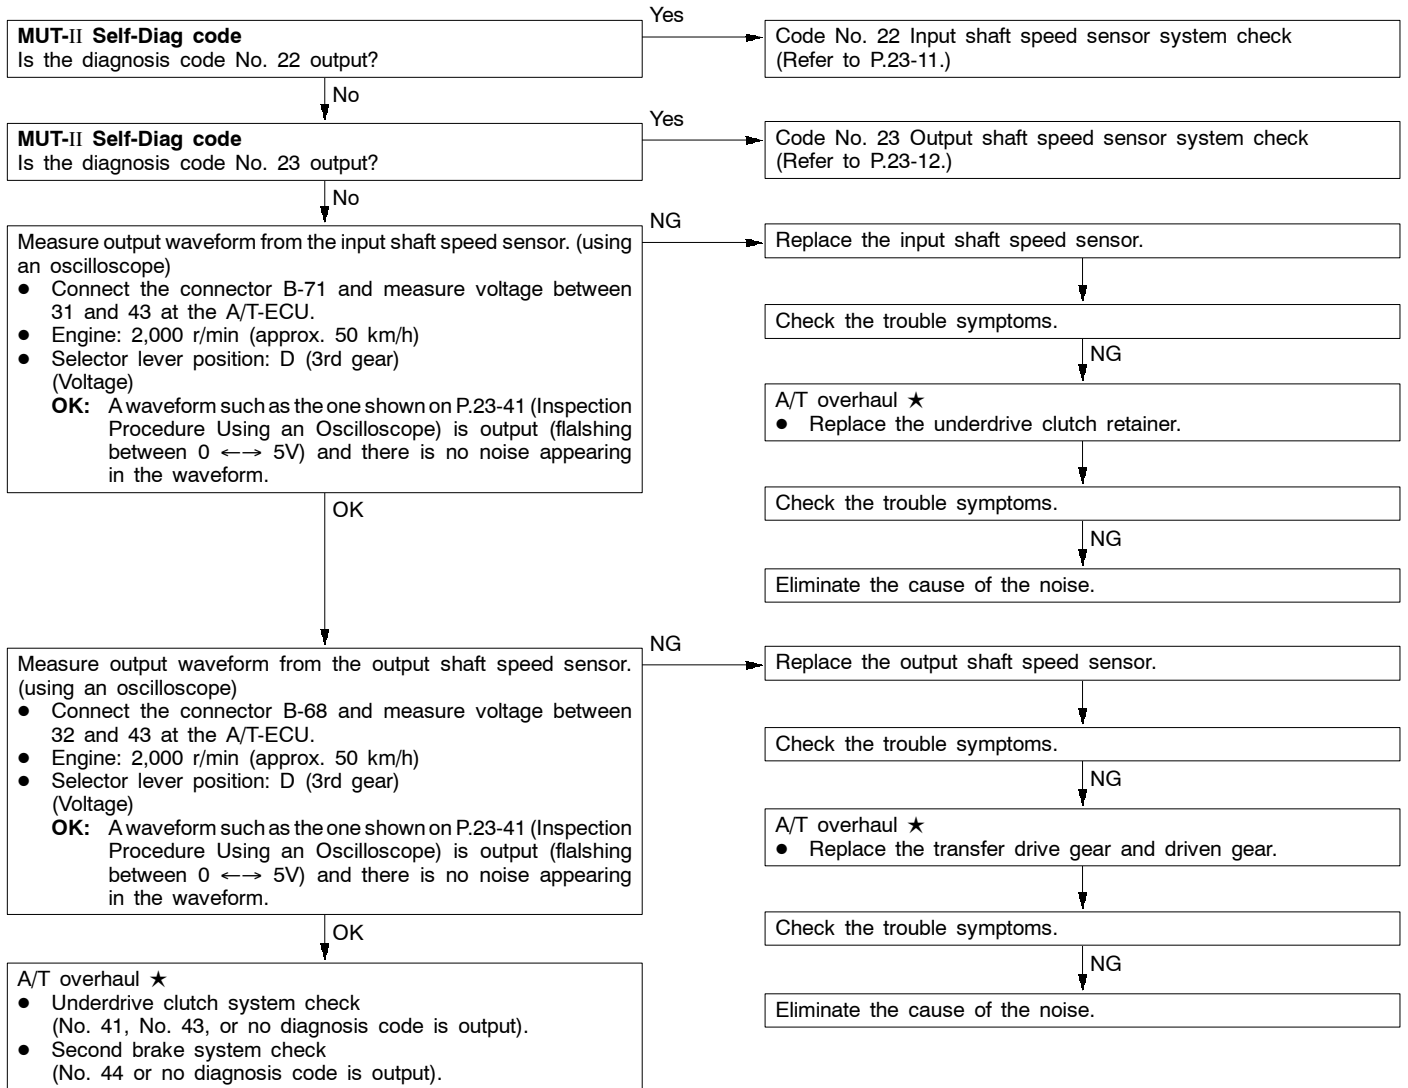 MUT-II Self-Diag code
Is the diagnosis code No. 22 output?
Yes
Code No. 22 Input shaft speed sensor system check
(Refer to P.23-11.)
No
MUT-II Self-Diag code
Is the diagnosis code No. 23 output?
Yes
Code No. 23 Output shaft speed sensor system check
(Refer to P.23-12.)
No
Measure output waveform from the input shaft speed sensor. (using
an oscilloscope)
● Connect the connector B-71 and measure voltage between
31 and 43 at the A/T-ECU.
● Engine: 2,000 r/min (approx. 50 km/h)
● Selector lever position: D (3rd gear)
(Voltage)
OK: A waveform such as the one shown on P.23-41 (Inspection
Procedure Using an Oscilloscope) is output (flalshing
between 0 ←→ 5V) and there is no noise appearing
in the waveform.
NG
Replace the input shaft speed sensor.
Check the trouble symptoms.
NG
A/T overhaul ★
● Replace the underdrive clutch retainer.
Check the trouble symptoms.
NG
Eliminate the cause of the noise.
OK
Measure output waveform from the output shaft speed sensor.
(using an oscilloscope)
● Connect the connector B-68 and measure voltage between
32 and 43 at the A/T-ECU.
● Engine: 2,000 r/min (approx. 50 km/h)
● Selector lever position: D (3rd gear)
(Voltage)
OK: A waveform such as the one shown on P.23-41 (Inspection
Procedure Using an Oscilloscope) is output (flalshing
between 0 ←→ 5V) and there is no noise appearing
in the waveform.
NG
Replace the output shaft speed sensor.
Check the trouble symptoms.
NG
A/T overhaul ★
● Replace the transfer drive gear and driven gear.
Check the trouble symptoms.
NG
Eliminate the cause of the noise.
OK
A/T overhaul ★
● Underdrive clutch system check
(No. 41, No. 43, or no diagnosis code is output).
● Second brake system check
(No. 44 or no diagnosis code is output).